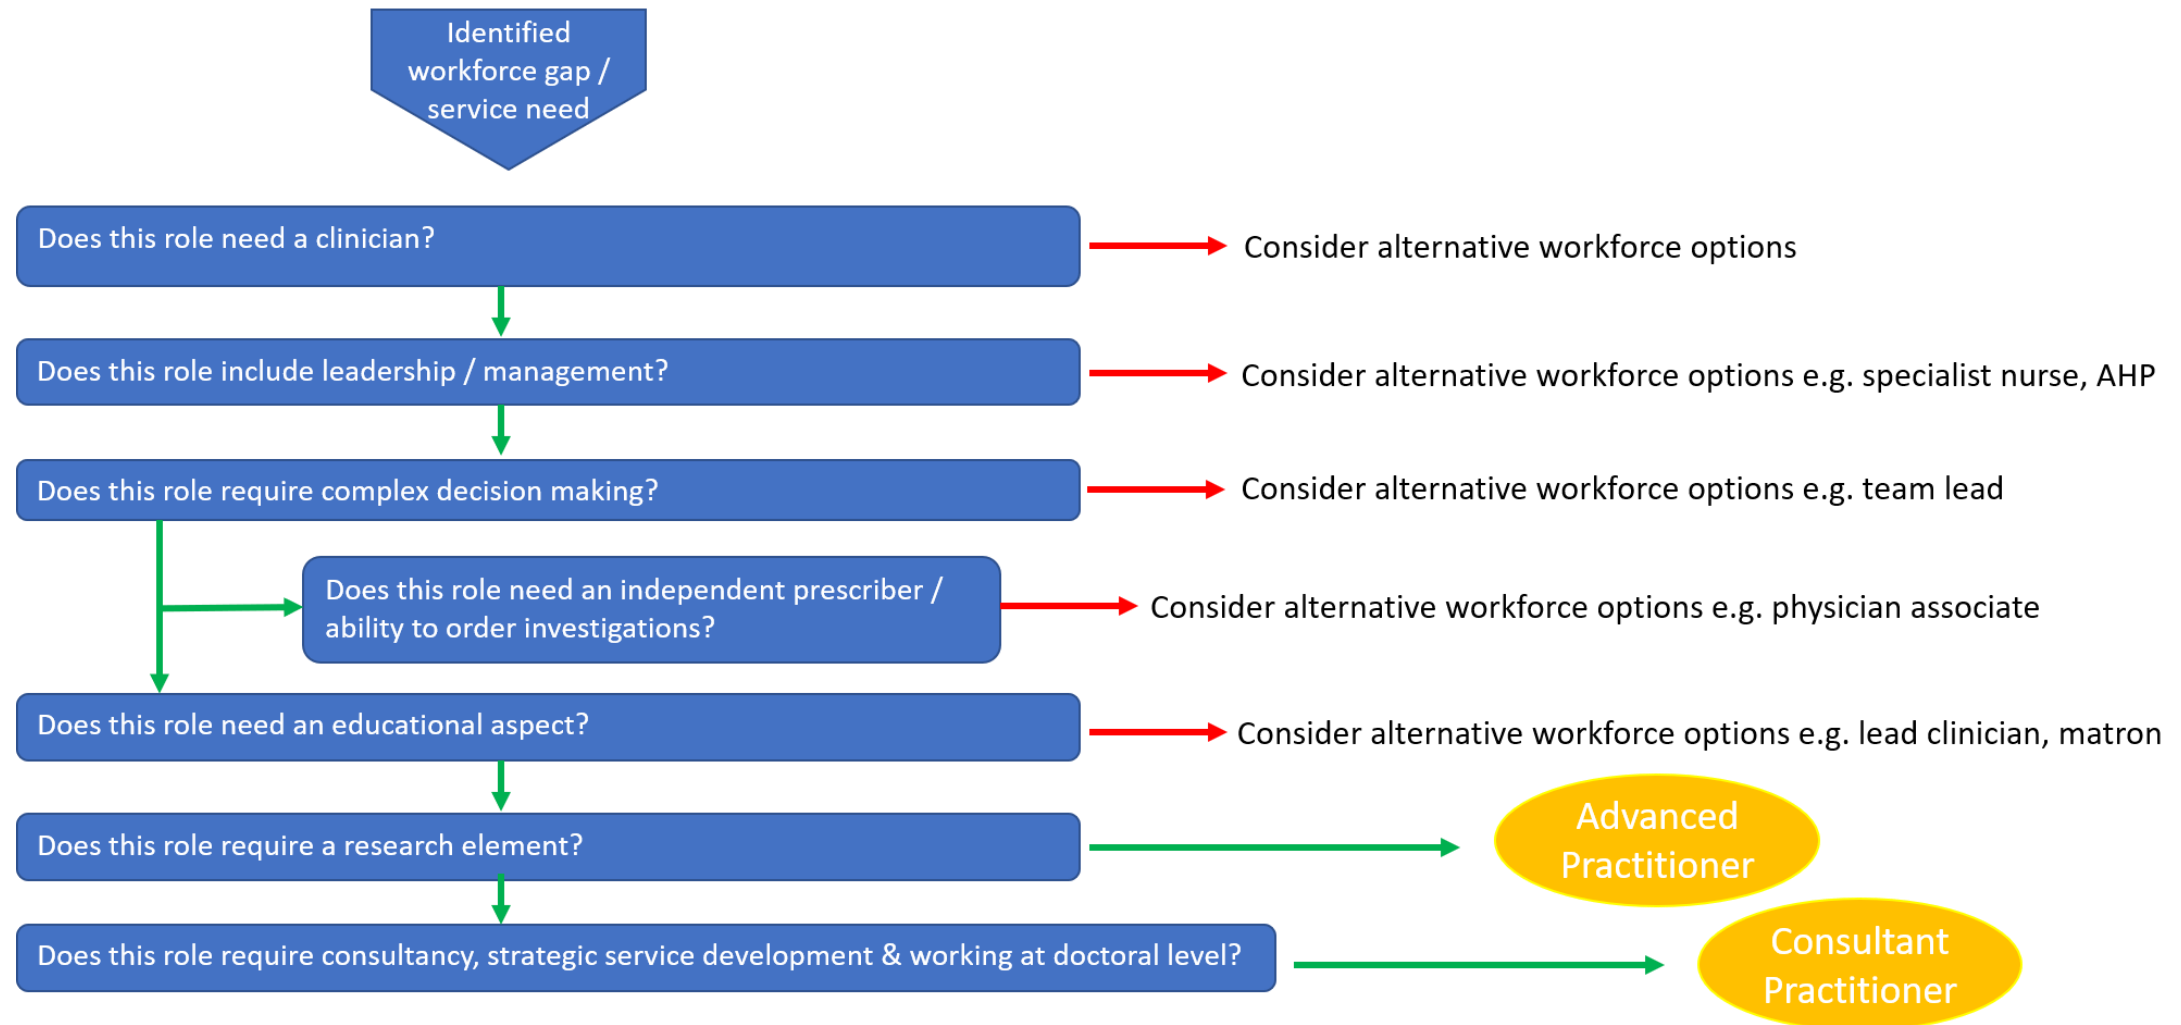 Identified
workforce gap /
service need
Does this role need a clinician?
Consider alternative workforce options
Does this role include leadership / management?
Consider alternative workforce options e.g. specialist nurse, AHP
Does this role require complex decision making?
Consider alternative workforce options e.g. team lead
Does this role need an independent prescriber /
ability to order investigations?
Consider alternative workforce options e.g. physician associate
Does this role need an educational aspect?
Consider alternative workforce options e.g. lead clinician, matron
Does this role require a research element?
Advanced
Practitioner
Does this role require consultancy, strategic service development & working at doctoral level?
Consultant
Practitioner